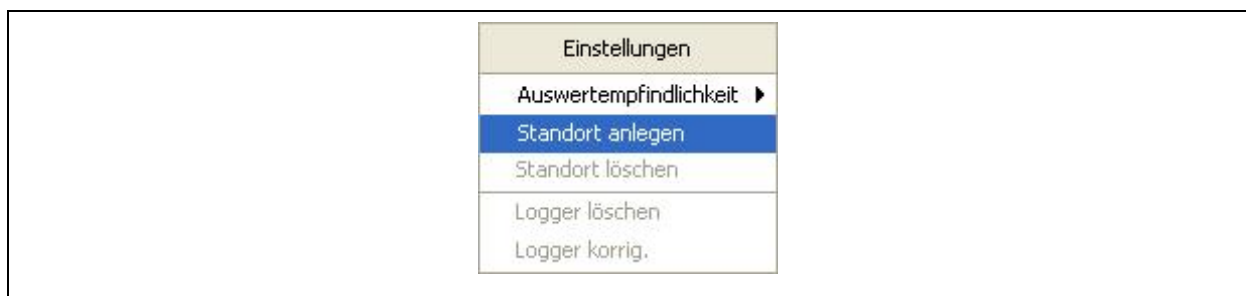 Einstellungen
Auswertempfindlichkeit
Standort anlegen
Standort löschen
Logger löschen
Logger korrig.